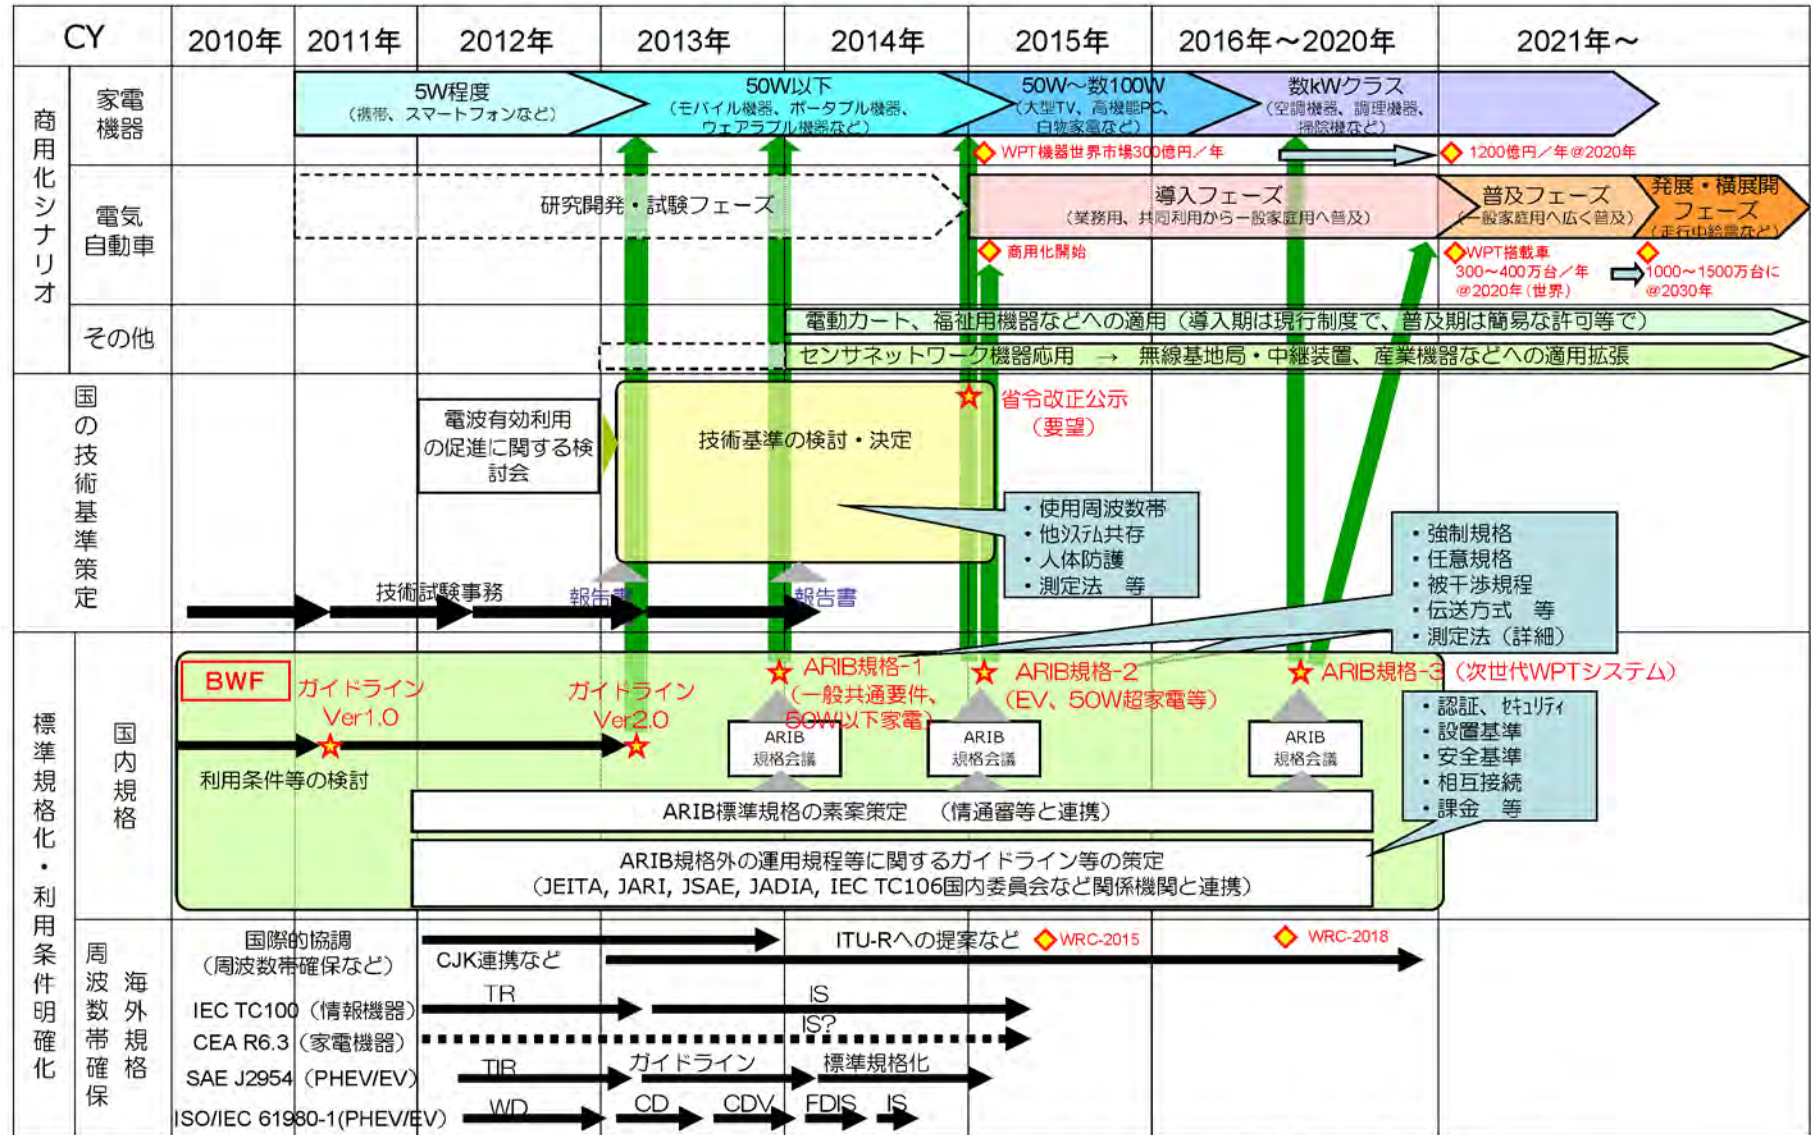 CY
2010年
2011年
2012年
2013年
2014年
2015年
2016年～2020年
2021年～
商用化シナリオ
家電
機器
5W程度
（携帯、スマートフォンなど）
50W以下
（モバイル機器、ポータブル機器、
ウェアラブル機器など）
50W～数100W
（大型TV、高機能PC、
白物家電など）
数kWクラス
（空調機器、調理機器、
掃除機など）
WPT機器世界市場300億円／年
1200億円／年@2020年
電気
自動車
研究開発・試験フェーズ
導入フェーズ
（業務用、共同利用から一般家庭用へ普及）
普及フェーズ
（一般家庭用へ広く普及）
発展・横展開
フェーズ
（走行中給電など）
商用化開始
WPT搭載車
300～400万台／年
@2020年（世界）
1000～1500万台に
@2030年
その他
電動カート、福祉用機器などへの適用（導入期は現行制度で、普及期は簡易な許可等で）
センサネットワーク機器応用　→　無線基地局・中継装置、産業機器などへの適用拡張
国の技術基準策定
電波有効利用
の促進に関する検
討会
技術基準の検討・決定
省令改正公示
（要望）
・使用周波数帯
・他システム共存
・人体防護
・測定法　等
・強制規格
・任意規格
・被干渉規程
・伝送方式　等
・測定法（詳細）
技術試験事務
報告書
報告書
標準規格化・利用条件明確化
国内規格
BWF
ガイドライン
Ver1.0
ガイドライン
Ver2.0
ARIB規格-1
（一般共通要件、
50W以下家電）
ARIB規格-2
（EV、50W超家電等）
ARIB規格-3（次世代WPTシステム）
利用条件等の検討
ARIB
規格会議
ARIB
規格会議
ARIB
規格会議
・認証、セキュリティ
・設置基準
・安全基準
・相互接続
・課金　等
ARIB標準規格の素案策定　（情通審等と連携）
ARIB規格外の運用規程等に関するガイドライン等の策定
（JEITA, JARI, JSAE, JADIA, IEC TC106国内委員会など関係機関と連携）
周波数帯確保
海外規格
国際的協調
（周波数帯確保など）
CJK連携など
ITU-Rへの提案など
WRC-2015
WRC-2018
IEC TC100（情報機器）
TR
IS
CEA R6.3（家電機器）
IS?
SAE J2954（PHEV/EV）
TIR
ガイドライン
標準規格化
ISO/IEC 61980-1(PHEV/EV)
WD
CD
CDV
FDIS
IS